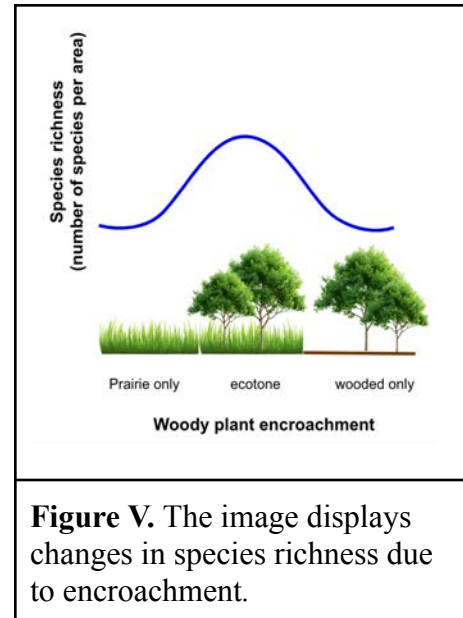 Species richness
(number of species per area)
Prairie only
ecotone
wooded only
Woody plant encroachment
Figure V. The image displays
changes in species richness due
to encroachment.